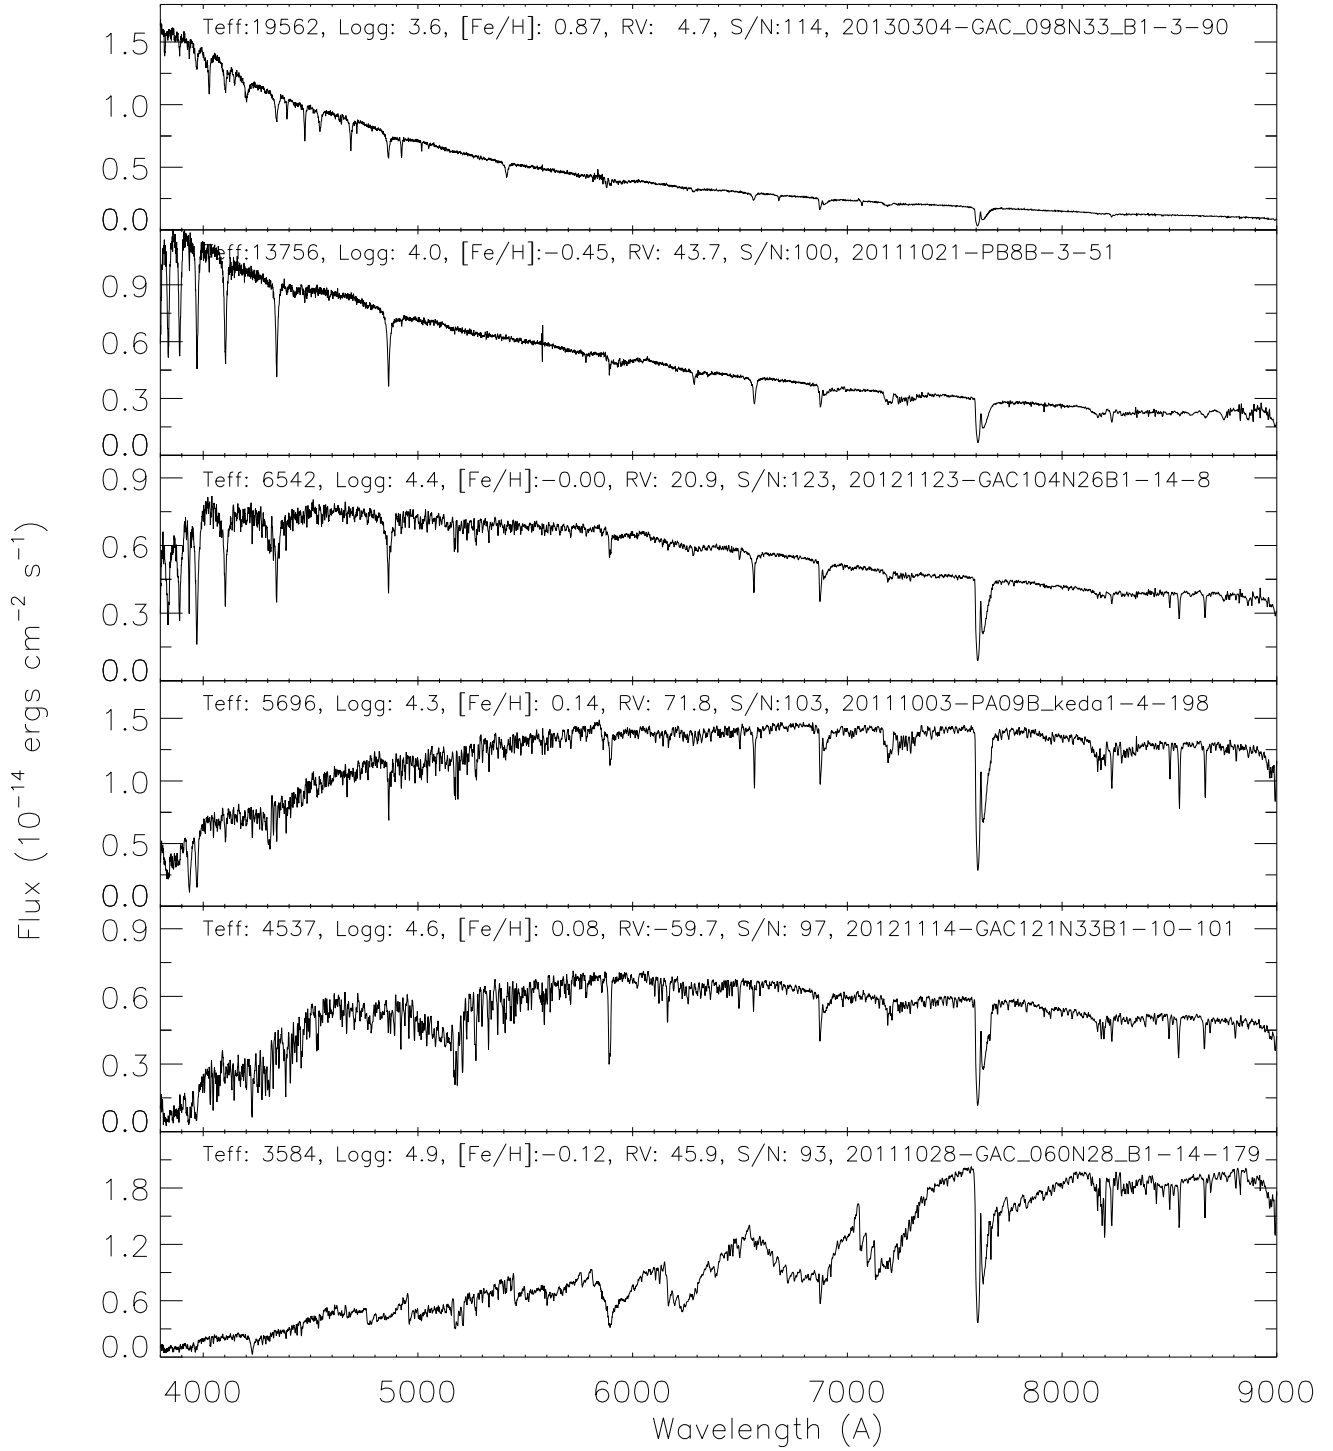 Teff:19562, Logg: 3.6, [Fe/H]: 0.87, RV: 4.7, S/N:114, 20130304-GAC_098N33_B1-3-90
1.5
1.0
0.5
0.0
Teff:13756, Logg: 4.0, [Fe/H]:-0.45, RV: 43.7, S/N:100, 20111021-PB8B-3-51
0.9
0.6
0.3
0.0
Teff: 6542, Logg: 4.4, [Fe/H]:-0.00, RV: 20.9, S/N:123, 20121123-GAC104N26B1-14-8
0.9
0.6
0.3
0.0
Teff: 5696, Logg: 4.3, [Fe/H]: 0.14, RV: 71.8, S/N:103, 20111003-PA09B_keda1-4-198
1.5
1.0
0.5
0.0
Teff: 4537, Logg: 4.6, [Fe/H]: 0.08, RV:-59.7, S/N: 97, 20121114-GAC121N33B1-10-101
0.9
0.6
0.3
0.0
Teff: 3584, Logg: 4.9, [Fe/H]:-0.12, RV: 45.9, S/N: 93, 20111028-GAC_060N28_B1-14-179
1.8
1.2
0.6
0.0
4000 5000 6000 7000 8000 9000
Wavelength (A)
Flux (10⁻¹⁴ ergs cm⁻² s⁻¹)